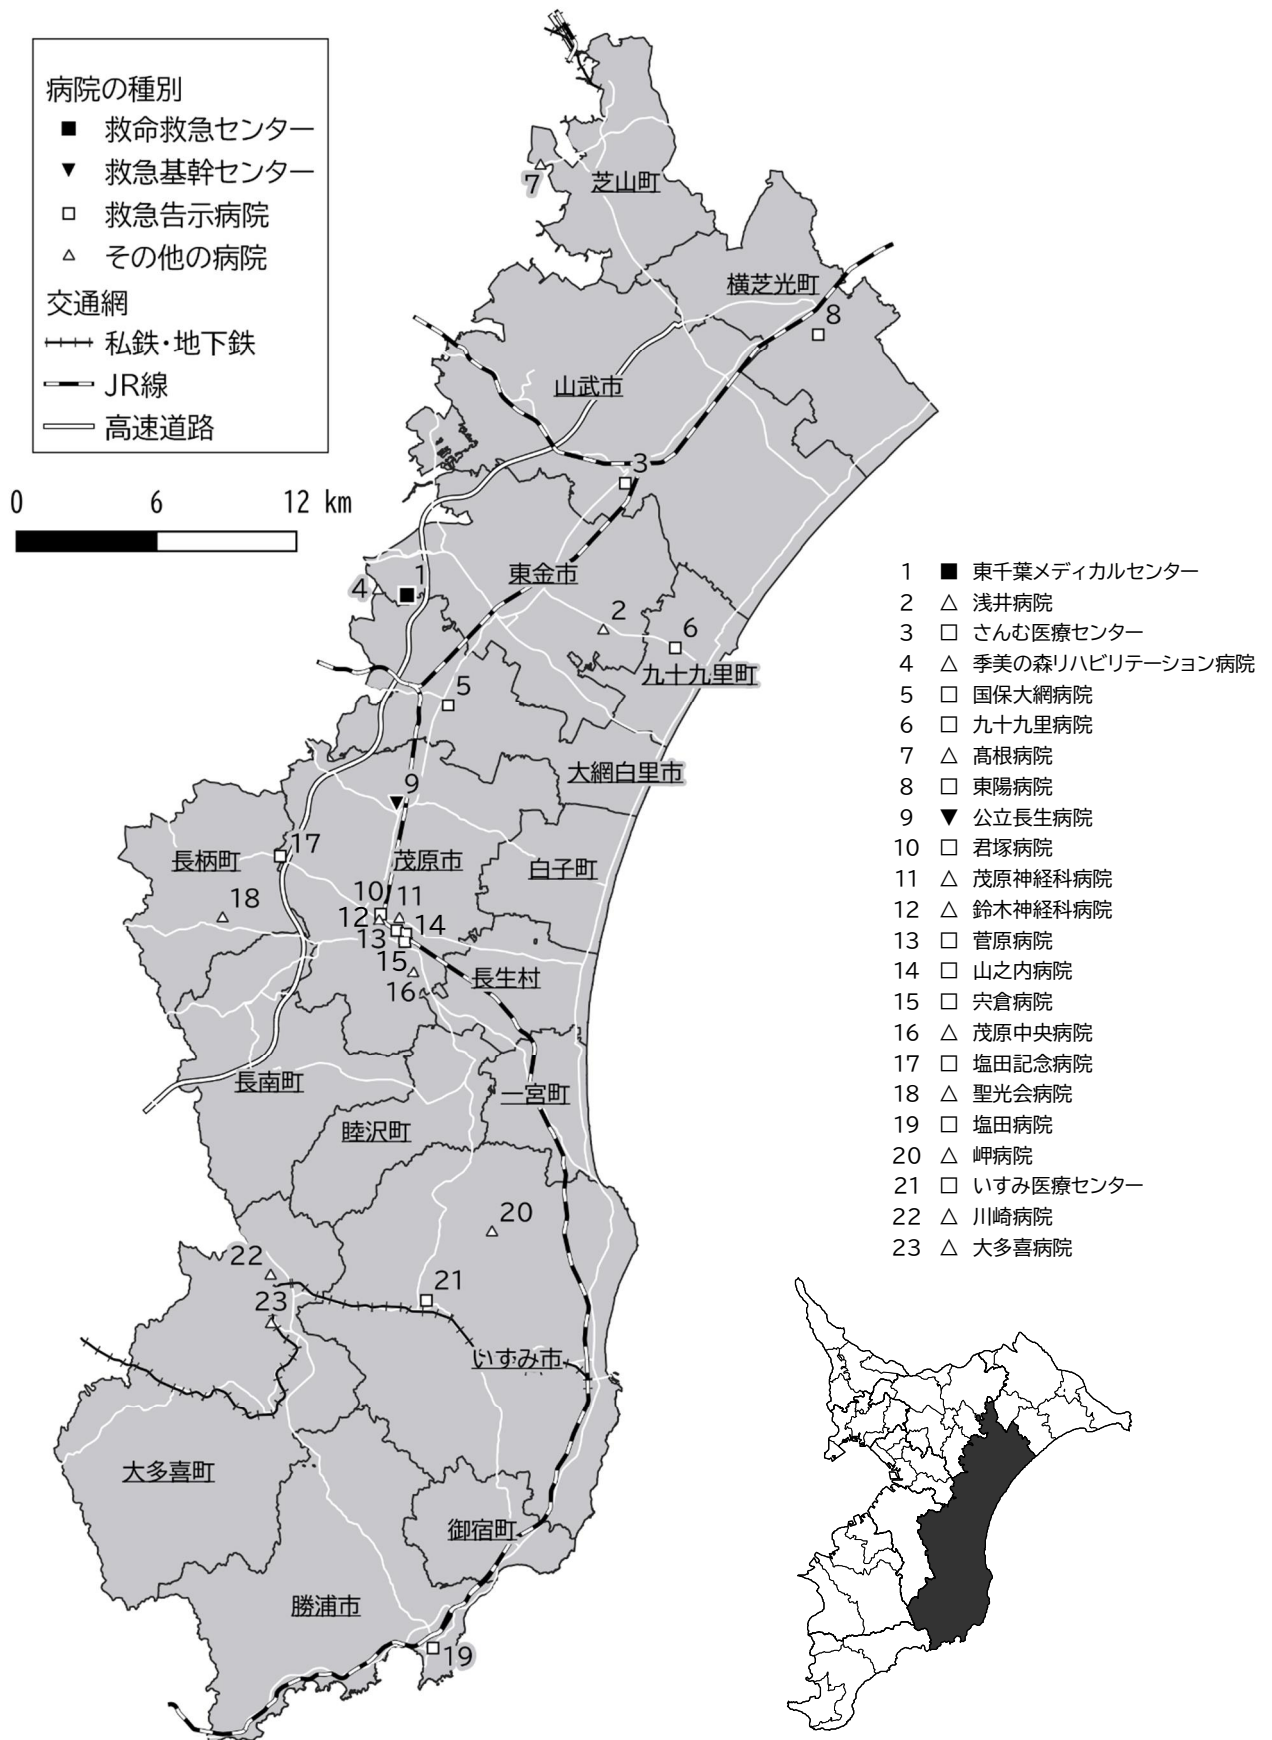 病院の種別
■ 救命救急センター
▼ 救急基幹センター
□ 救急告示病院
△ その他の病院
交通網
私鉄・地下鉄
JR線
高速道路
0 6 12 km
7
芝山町
横芝光町
8
山武市
3
東金市
1
4
2
6
九十九里町
5
大網白里市
9
17
長柄町
茂原市
白子町
18
10
11
12
14
13
15
長生村
16
長南町
一宮町
睦沢町
20
22
21
23
いすみ市
大多喜町
御宿町
勝浦市
19
1 ■ 東千葉メディカルセンター
2 △ 浅井病院
3 □ さんむ医療センター
4 △ 季美の森リハビリテーション病院
5 □ 国保大網病院
6 □ 九十九里病院
7 △ 髙根病院
8 □ 東陽病院
9 ▼ 公立長生病院
10 □ 君塚病院
11 △ 茂原神経科病院
12 △ 鈴木神経科病院
13 □ 菅原病院
14 □ 山之内病院
15 □ 宍倉病院
16 △ 茂原中央病院
17 □ 塩田記念病院
18 △ 聖光会病院
19 □ 塩田病院
20 △ 岬病院
21 □ いすみ医療センター
22 △ 川崎病院
23 △ 大多喜病院